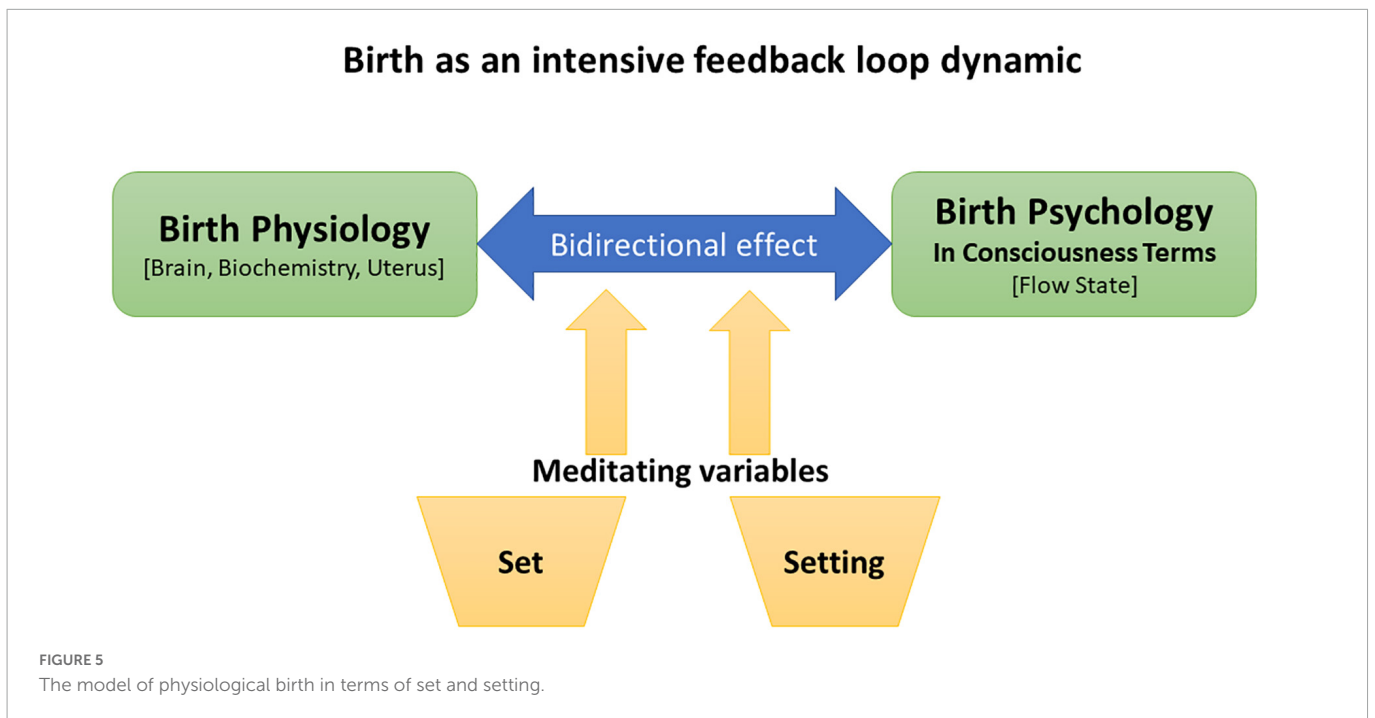 Birth as an intensive feedback loop dynamic
Birth Physiology
[Brain, Biochemistry, Uterus]
Bidirectional effect
Birth Psychology
In Consciousness Terms
[Flow State]
Meditating variables
Set
Setting
FIGURE 5
The model of physiological birth in terms of set and setting.